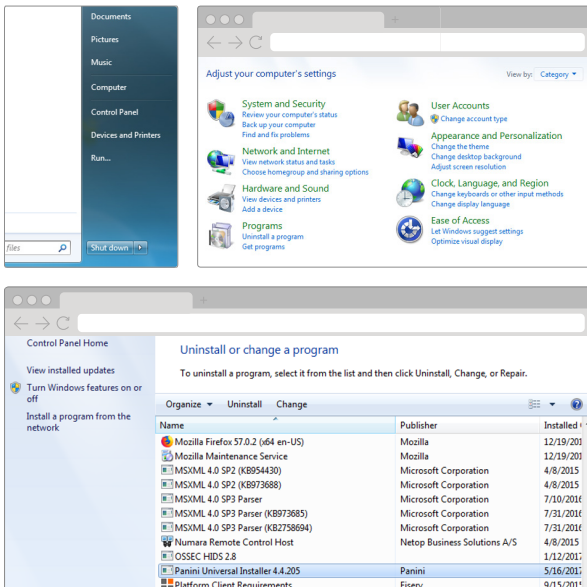 Documents
Pictures
Music
Computer
Control Panel
Devices and Printers
Run...
files
Shut down
Adjust your computer's settings
View by: Category
System and Security
Review your computer's status
Back up your computer
Find and fix problems
Network and Internet
View network status and tasks
Choose homegroup and sharing options
Hardware and Sound
View devices and printers
Add a device
Programs
Uninstall a program
Get programs
User Accounts
Change account type
Appearance and Personalization
Change the theme
Change desktop background
Adjust screen resolution
Clock, Language, and Region
Change keyboards or other input methods
Change display language
Ease of Access
Let Windows suggest settings
Optimize visual display
Control Panel Home
View installed updates
Turn Windows features on or
off
Install a program from the
network
Uninstall or change a program
To uninstall a program, select it from the list and then click Uninstall, Change, or Repair.
Organize Uninstall Change
Name Publisher Installed
Mozilla Firefox 57.0.2 (x64 en-US) Mozilla 12/19/201
Mozilla Maintenance Service Mozilla 12/19/201
MSXML 4.0 SP2 (KB954430) Microsoft Corporation 4/8/2015
MSXML 4.0 SP2 (KB973688) Microsoft Corporation 4/8/2015
MSXML 4.0 SP3 Parser Microsoft Corporation 7/10/2016
MSXML 4.0 SP3 Parser (KB973685) Microsoft Corporation 7/31/2016
MSXML 4.0 SP3 Parser (KB2758694) Microsoft Corporation 7/31/2016
Numara Remote Control Host Netop Business Solutions A/S 4/8/2015
OSSEC HIDS 2.8 1/12/2017
Panini Universal Installer 4.4.205 Panini 5/16/2017
Platform Client Requirements Fiserv 9/15/2015